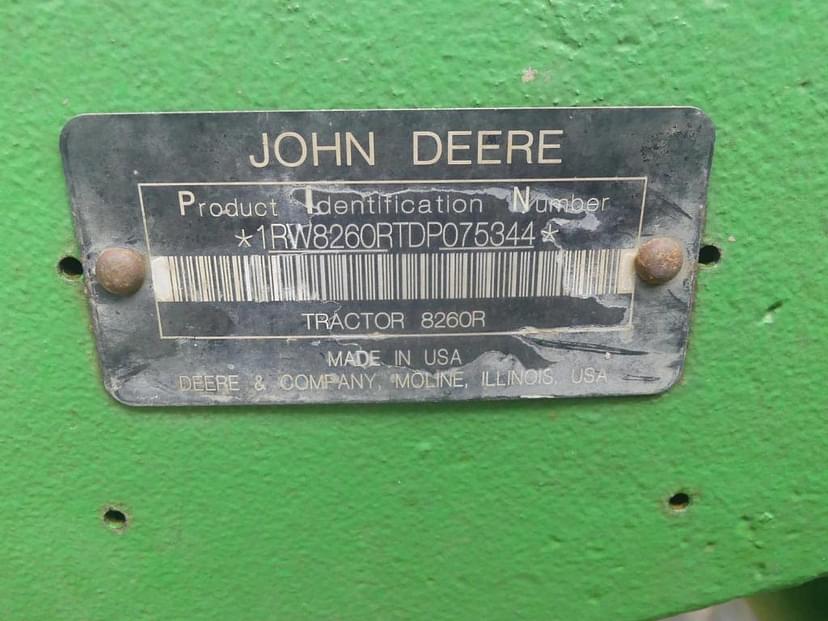 JOHN DEERE
Product Identification Number
*1RW8260RTDP075344*
TRACTOR 8260R
MADE IN USA
DEERE & COMPANY, MOLINE, ILLINOIS, USA